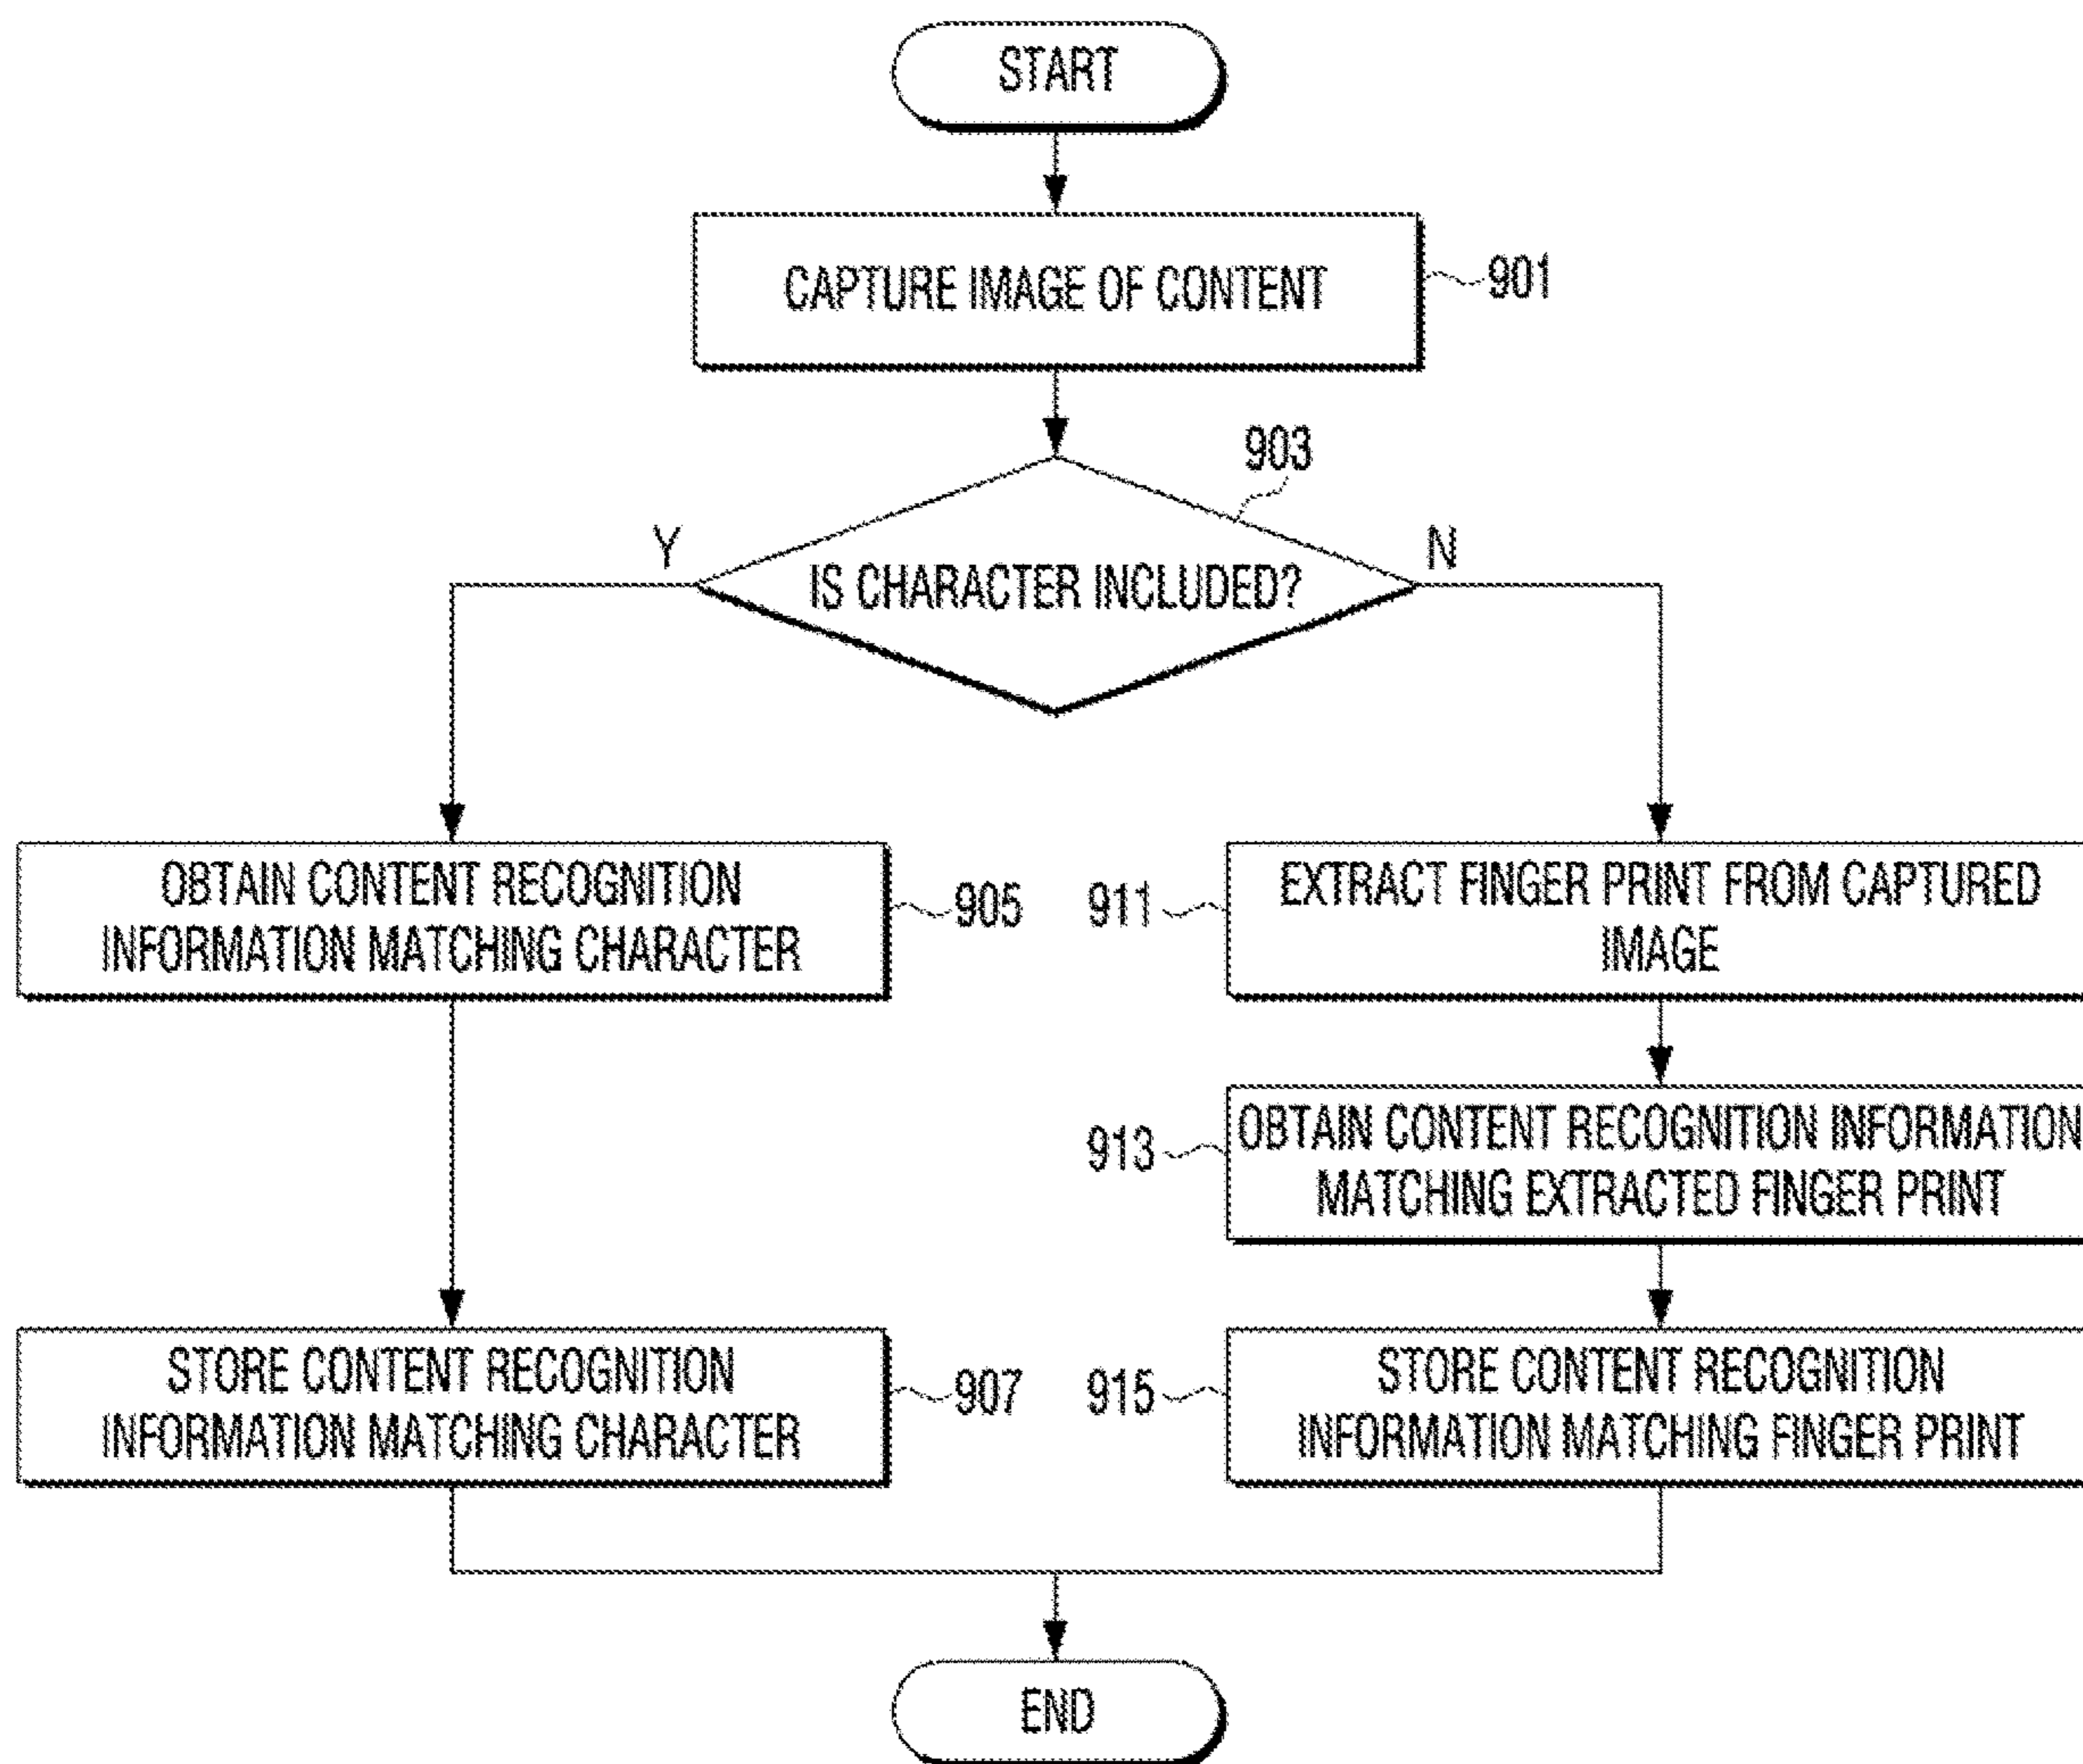 START
CAPTURE IMAGE OF CONTENT
901
903
Y
N
IS CHARACTER INCLUDED?
OBTAIN CONTENT RECOGNITION
INFORMATION MATCHING CHARACTER
905
911
EXTRACT FINGER PRINT FROM CAPTURED
IMAGE
913
OBTAIN CONTENT RECOGNITION INFORMATION
MATCHING EXTRACTED FINGER PRINT
STORE CONTENT RECOGNITION
INFORMATION MATCHING CHARACTER
907
915
STORE CONTENT RECOGNITION
INFORMATION MATCHING FINGER PRINT
END